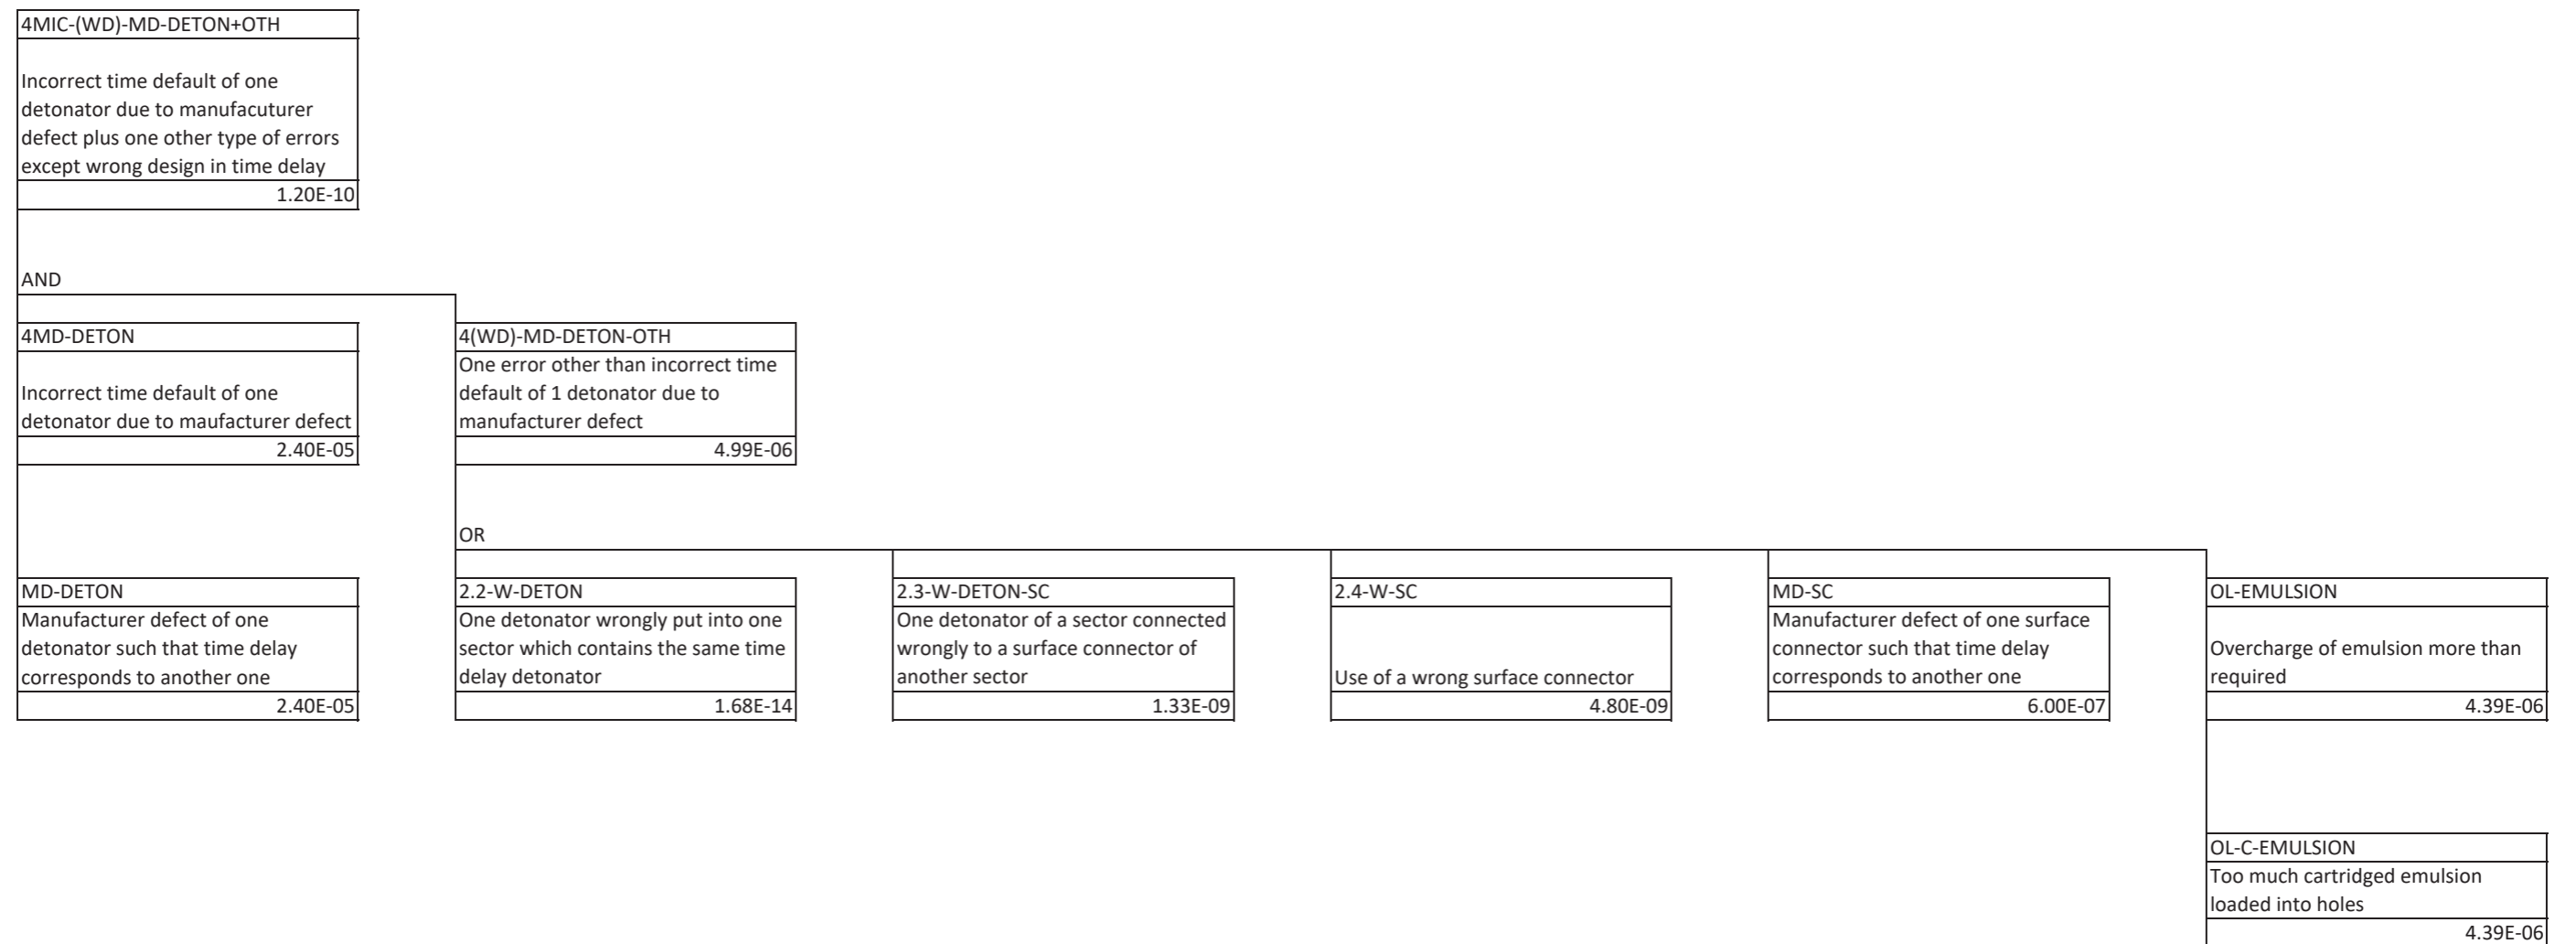 4MIC-(WD)-MD-DETON+OTH
Incorrect time default of one
detonator due to manufacuturer
defect plus one other type of errors
except wrong design in time delay
1.20E-10
AND
4MD-DETON
Incorrect time default of one
detonator due to maufacturer defect
2.40E-05
4(WD)-MD-DETON-OTH
One error other than incorrect time
default of 1 detonator due to
manufacturer defect
4.99E-06
OR
MD-DETON
Manufacturer defect of one
detonator such that time delay
corresponds to another one
2.40E-05
2.2-W-DETON
One detonator wrongly put into one
sector which contains the same time
delay detonator
1.68E-14
2.3-W-DETON-SC
One detonator of a sector connected
wrongly to a surface connector of
another sector
1.33E-09
2.4-W-SC
Use of a wrong surface connector
4.80E-09
MD-SC
Manufacturer defect of one surface
connector such that time delay
corresponds to another one
6.00E-07
OL-EMULSION
Overcharge of emulsion more than
required
4.39E-06
OL-C-EMULSION
Too much cartridged emulsion
loaded into holes
4.39E-06